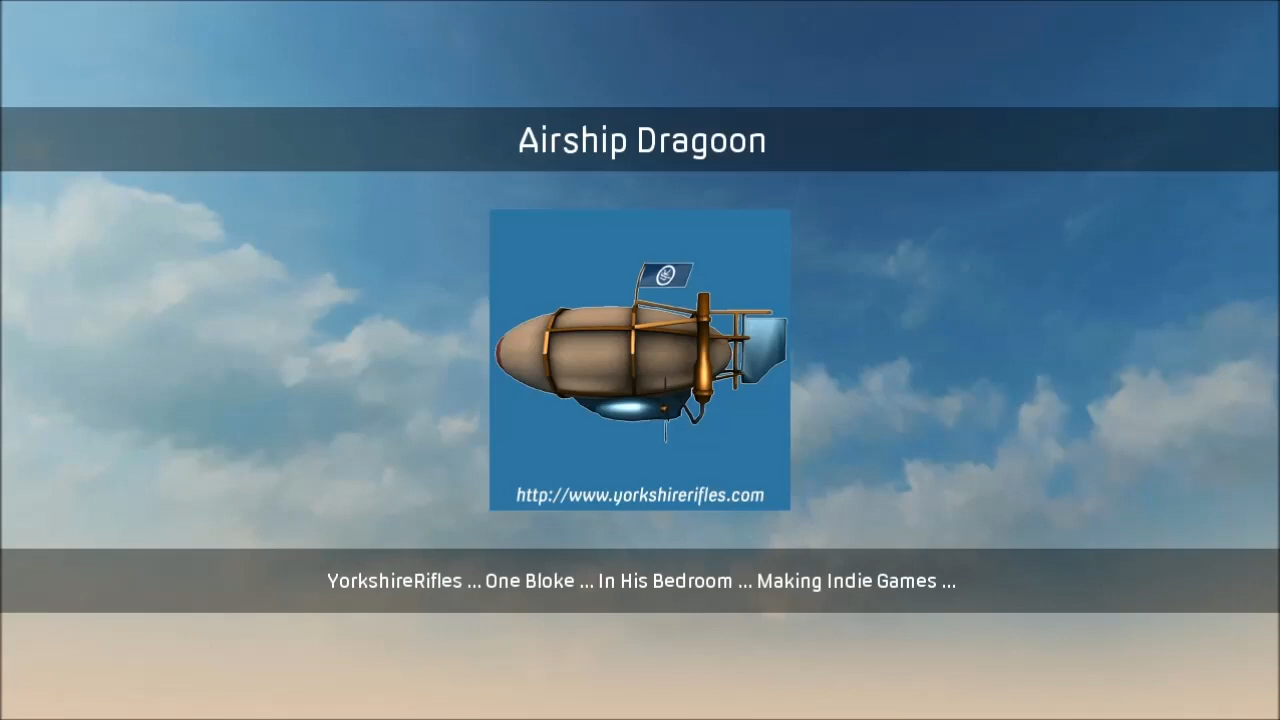 Airship Dragoon
http://www.yorkshirerifles.com
YorkshireRifles ... One Bloke ... In His Bedroom ... Making Indie Games ...